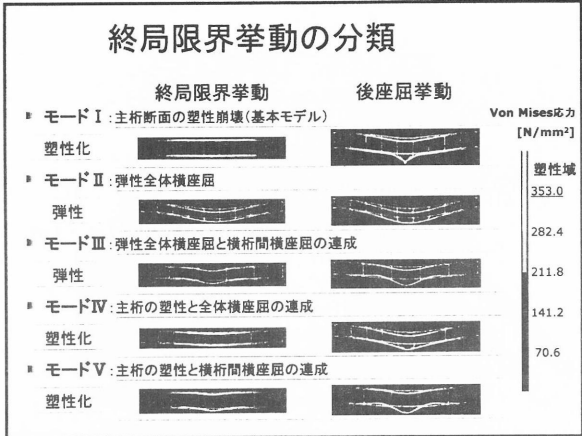 終局限界挙動の分類
終局限界挙動 後座屈挙動
モードⅠ:主桁断面の塑性崩壊(基本モデル)
塑性化
モードⅡ:弾性全体横座屈
弾性
モードⅢ:弾性全体横座屈と横桁間横座屈の連成
弾性
モードⅣ:主桁の塑性と全体横座屈の連成
塑性化
モードⅤ:主桁の塑性と横桁間横座屈の連成
塑性化
Von Mises応力
[N/mm²]
塑性域
353.0
282.4
211.8
141.2
70.6